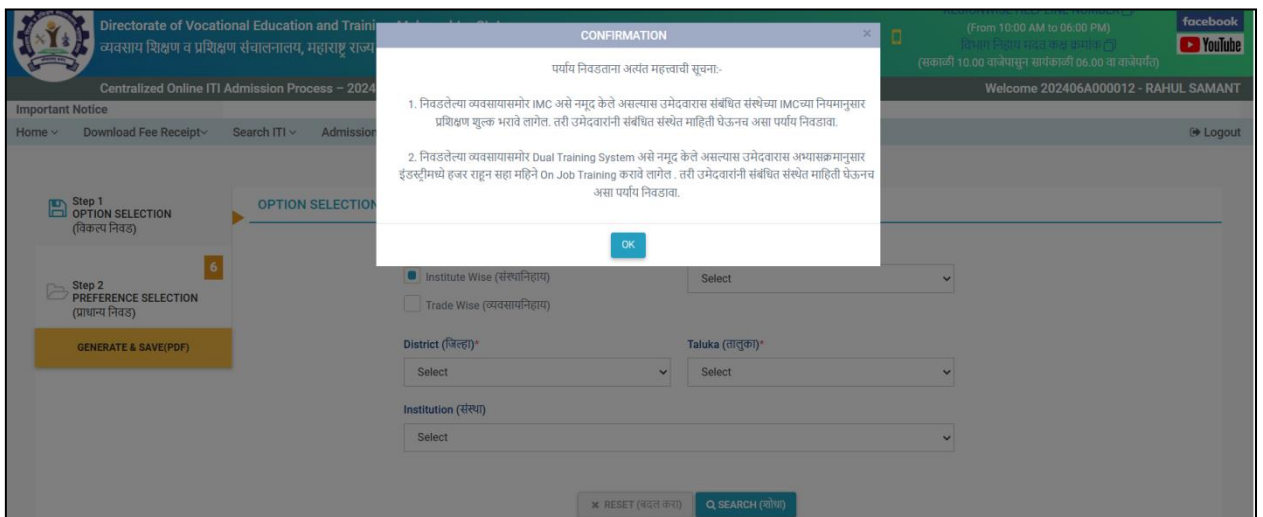 Directorate of Vocational Education and Traini
व्यवसाय शिक्षण व प्रशिक्षण संचालनालय, महाराष्ट्र राज्य
(From 10:00 AM to 06:00 PM)
(सकाळी 10.00 वाजेपासुन सायंकाळी 06.00 वा वाजेपर्यंत)
facebook
YouTube
Centralized Online ITI Admission Process – 2024
Welcome 202406A000012 - RAHUL SAMANT
Important Notice
Home
Download Fee Receipt
Search ITI
Admission
Logout
CONFIRMATION
×
पर्याय निवडताना अत्यंत महत्त्वाची सूचना:-
1. निवडलेल्या व्यवसायासमोर IMC असे नमूद केले असल्यास उमेदवारास संबंधित संस्थेच्या IMCच्या नियमानुसार
प्रशिक्षण शुल्क भरावे लागेल. तरी उमेदवारांनी संबंधित संस्थेत माहिती घेऊनच असा पर्याय निवडावा.
2. निवडलेल्या व्यवसायासमोर Dual Training System असे नमूद केले असल्यास उमेदवारास अभ्यासक्रमानुसार
इंडस्ट्रीमध्ये हजर राहून सहा महिने On Job Training करावे लागेल . तरी उमेदवारांनी संबंधित संस्थेत माहिती घेऊनच
असा पर्याय निवडावा.
OK
Step 1
OPTION SELECTION
(विकल्प निवड)
6
Step 2
PREFERENCE SELECTION
(प्राधान्य निवड)
GENERATE & SAVE(PDF)
OPTION SELECTION
Institute Wise (संस्थानिहाय)
Select
Trade Wise (व्यवसायनिहाय)
District (जिल्हा)*
Taluka (तालुका)*
Select
Select
Institution (संस्था)
Select
× RESET (बदल करा)
SEARCH (शोधा)